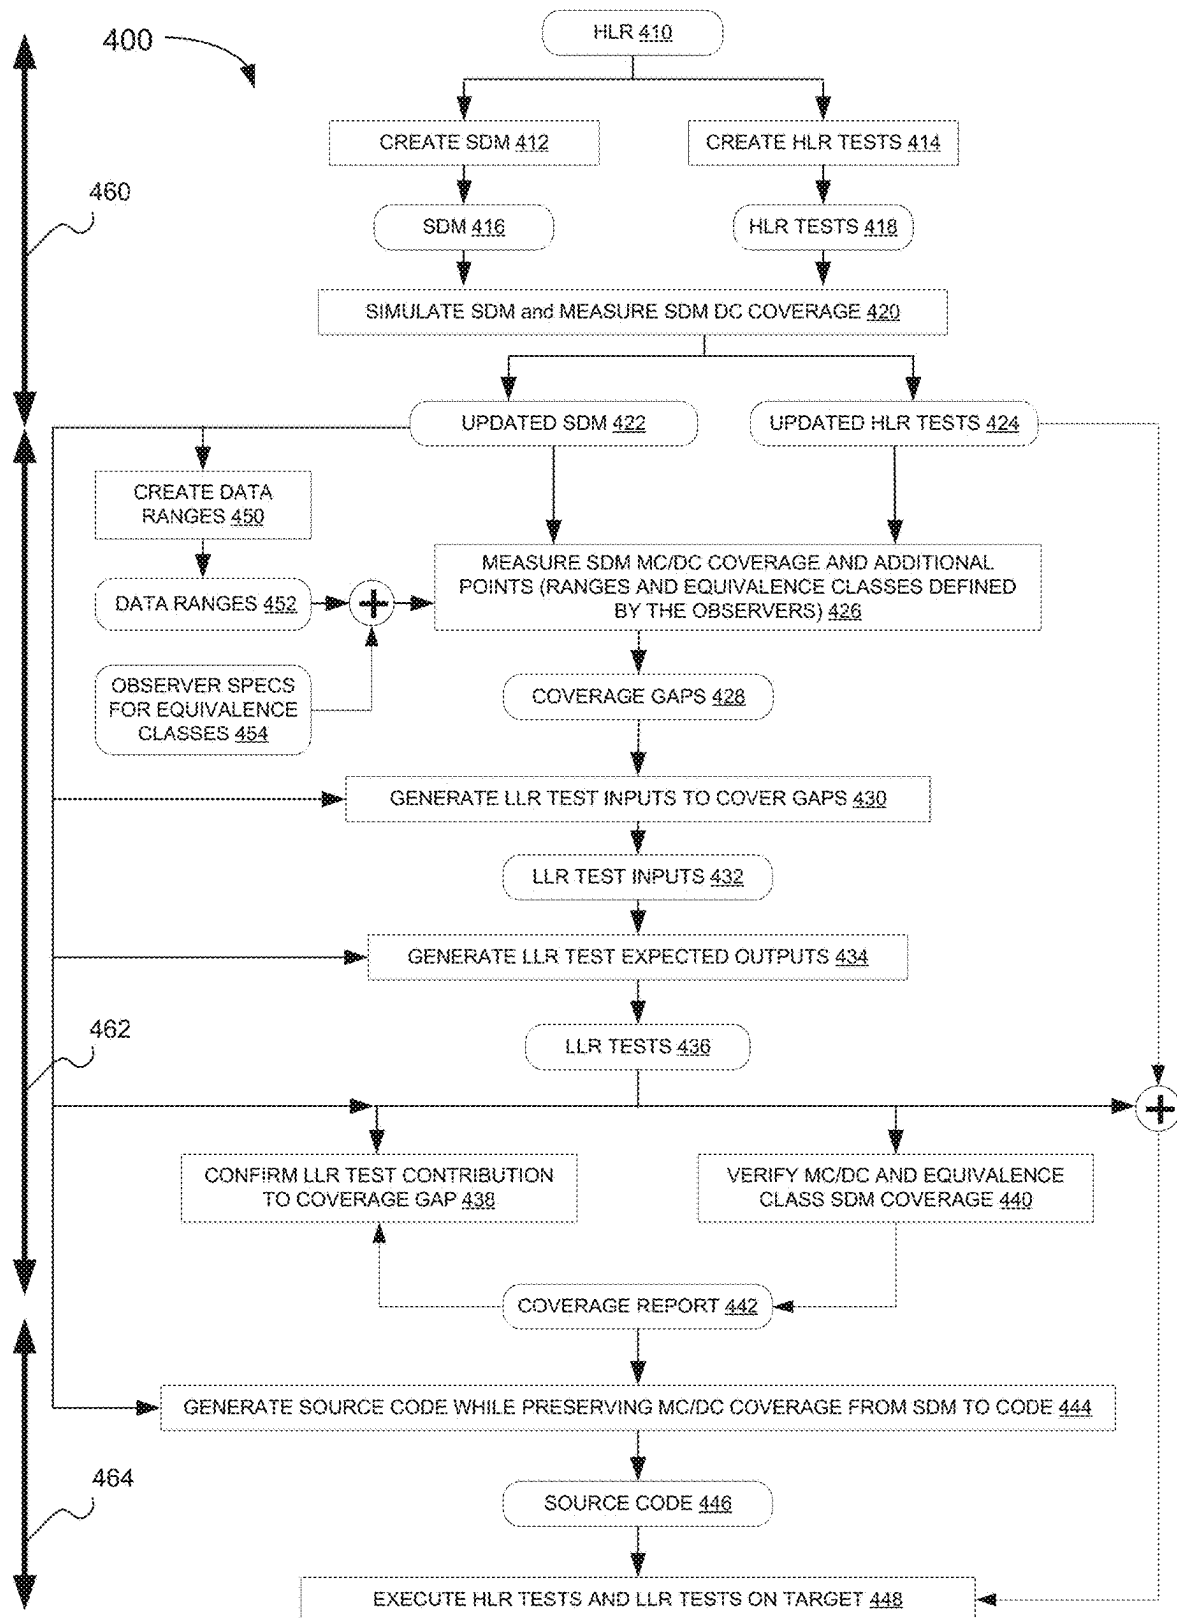 400
HLR 410
CREATE SDM 412
CREATE HLR TESTS 414
460
SDM 416
HLR TESTS 418
SIMULATE SDM and MEASURE SDM DC COVERAGE 420
UPDATED SDM 422
UPDATED HLR TESTS 424
CREATE DATA
RANGES 450
MEASURE SDM MC/DC COVERAGE AND ADDITIONAL
POINTS (RANGES AND EQUIVALENCE CLASSES DEFINED
BY THE OBSERVERS) 426
DATA RANGES 452
+
OBSERVER SPECS
FOR EQUIVALENCE
CLASSES 454
COVERAGE GAPS 428
GENERATE LLR TEST INPUTS TO COVER GAPS 430
LLR TEST INPUTS 432
GENERATE LLR TEST EXPECTED OUTPUTS 434
462
LLR TESTS 436
+
CONFIRM LLR TEST CONTRIBUTION
TO COVERAGE GAP 438
VERIFY MC/DC AND EQUIVALENCE
CLASS SDM COVERAGE 440
COVERAGE REPORT 442
GENERATE SOURCE CODE WHILE PRESERVING MC/DC COVERAGE FROM SDM TO CODE 444
464
SOURCE CODE 446
EXECUTE HLR TESTS AND LLR TESTS ON TARGET 448